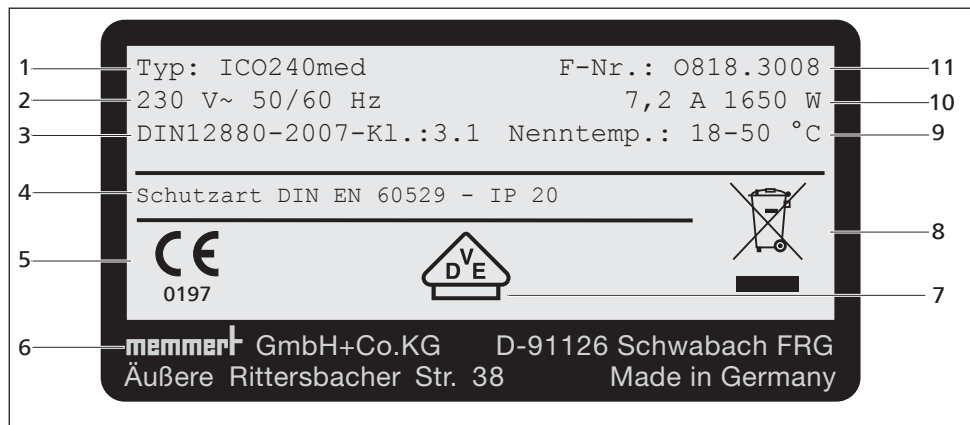 1 Typ: ICO240med F-Nr.: O818.3008 11
2 230 V~ 50/60 Hz 7,2 A 1650 W 10
3 DIN12880-2007-Kl.:3.1 Nenntemp.: 18-50 °C 9
4 Schutzart DIN EN 60529 - IP 20
8
5 CE
DVE
0197
7
6 memmert GmbH+Co.KG D-91126 Schwabach FRG
Äußere Rittersbacher Str. 38 Made in Germany